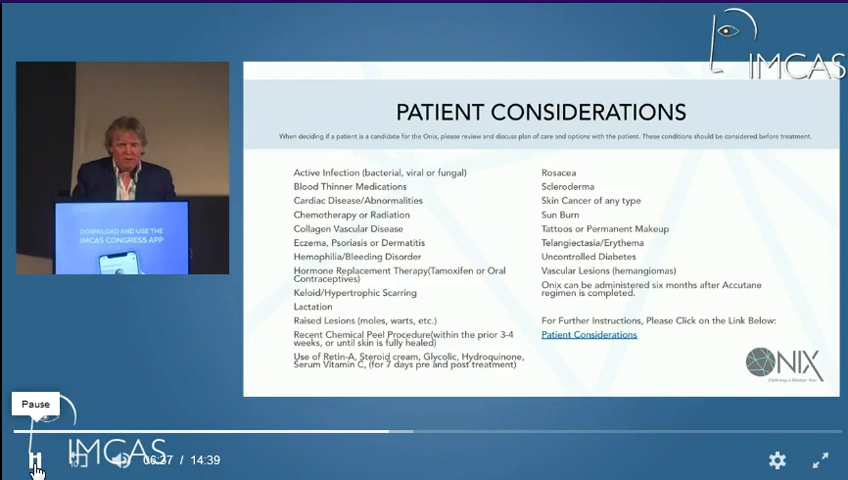 IMCAS
PATIENT CONSIDERATIONS
When deciding if a patient is a candidate for the Onix, please review and discuss plan of care and options with the patient. These conditions should be considered before treatment.
Active Infection (bacterial, viral or fungal)
Blood Thinner Medications
Cardiac Disease/Abnormalities
Chemotherapy or Radiation
Collagen Vascular Disease
Eczema, Psoriasis or Dermatitis
Hemophilia/Bleeding Disorder
Hormone Replacement Therapy(Tamoxifen or Oral
Contraceptives)
Keloid/Hypertrophic Scarring
Lactation
Raised Lesions (moles, warts, etc.)
Recent Chemical Peel Procedure(within the prior 3-4
weeks, or until skin is fully healed)
Use of Retin-A, Steroid cream, Glycolic, Hydroquinone,
Serum Vitamin C, (for 7 days pre and post treatment)
Rosacea
Scleroderma
Skin Cancer of any type
Sun Burn
Tattoos or Permanent Makeup
Telangiectasia/Erythema
Uncontrolled Diabetes
Vascular Lesions (hemangiomas)
Onix can be administered six months after Accutane
regimen is completed.
For Further Instructions, Please Click on the Link Below:
Patient Considerations
ONIX
DOWNLOAD AND USE THE
IMCAS CONGRESS APP
Pause
IMCAS
06:37 / 14:39